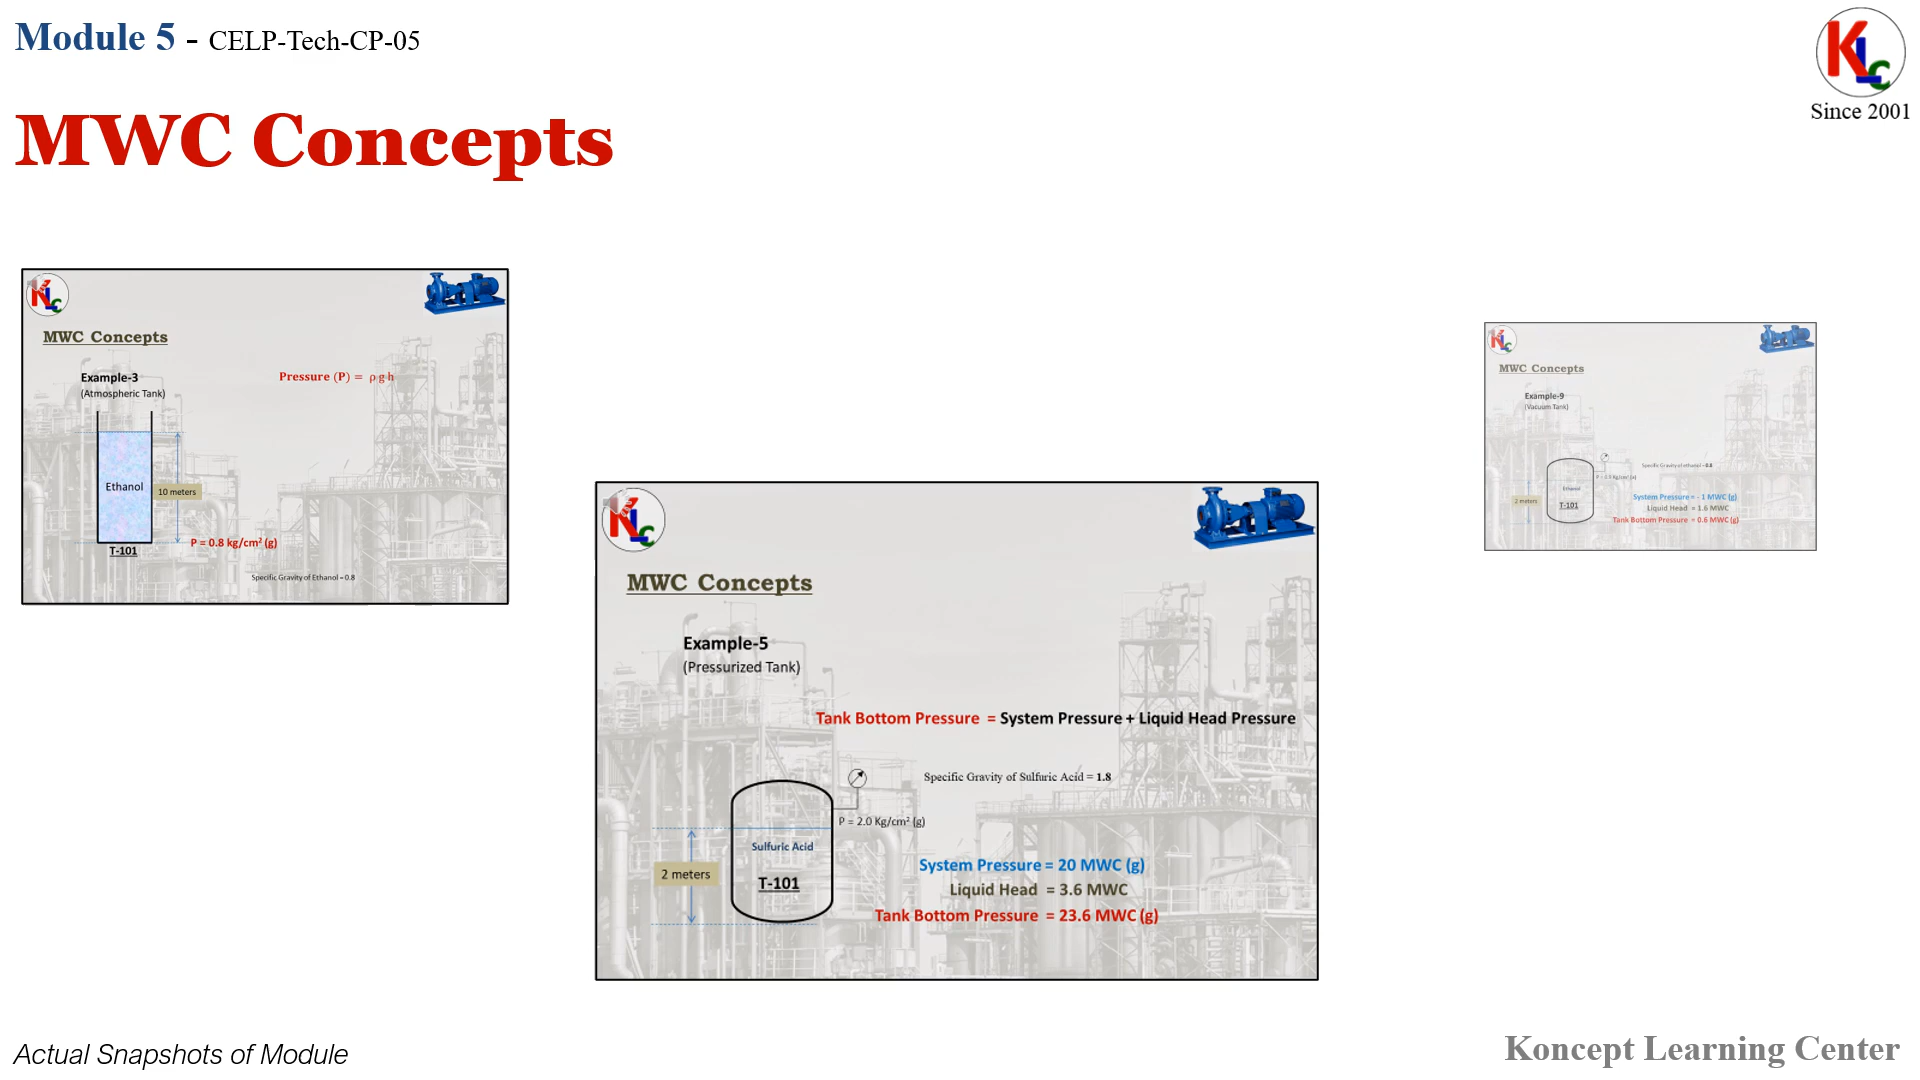 Module 5 - CELP-Tech-CP-05
KLC
Since 2001
MWC Concepts
KLC
MWC Concepts
Example-3
(Atmospheric Tank)
Pressure (P) = ρ g h
Ethanol
10 meters
P = 0.8 kg/cm² (g)
T-101
Specific Gravity of Ethanol = 0.8
KLC
MWC Concepts
Example-5
(Pressurized Tank)
Tank Bottom Pressure = System Pressure + Liquid Head Pressure
Specific Gravity of Sulfuric Acid = 1.8
P = 2.0 Kg/cm² (g)
Sulfuric Acid
2 meters
T-101
System Pressure = 20 MWC (g)
Liquid Head = 3.6 MWC
Tank Bottom Pressure = 23.6 MWC (g)
KLC
MWC Concepts
Example-9
(Vacuum Tank)
Specific Gravity of ethanol = 0.8
Ethanol
2 meters
T-101
System Pressure = - 1 MWC (g)
Liquid Head = 1.6 MWC
Tank Bottom Pressure = 0.6 MWC (g)
Actual Snapshots of Module
Koncept Learning Center